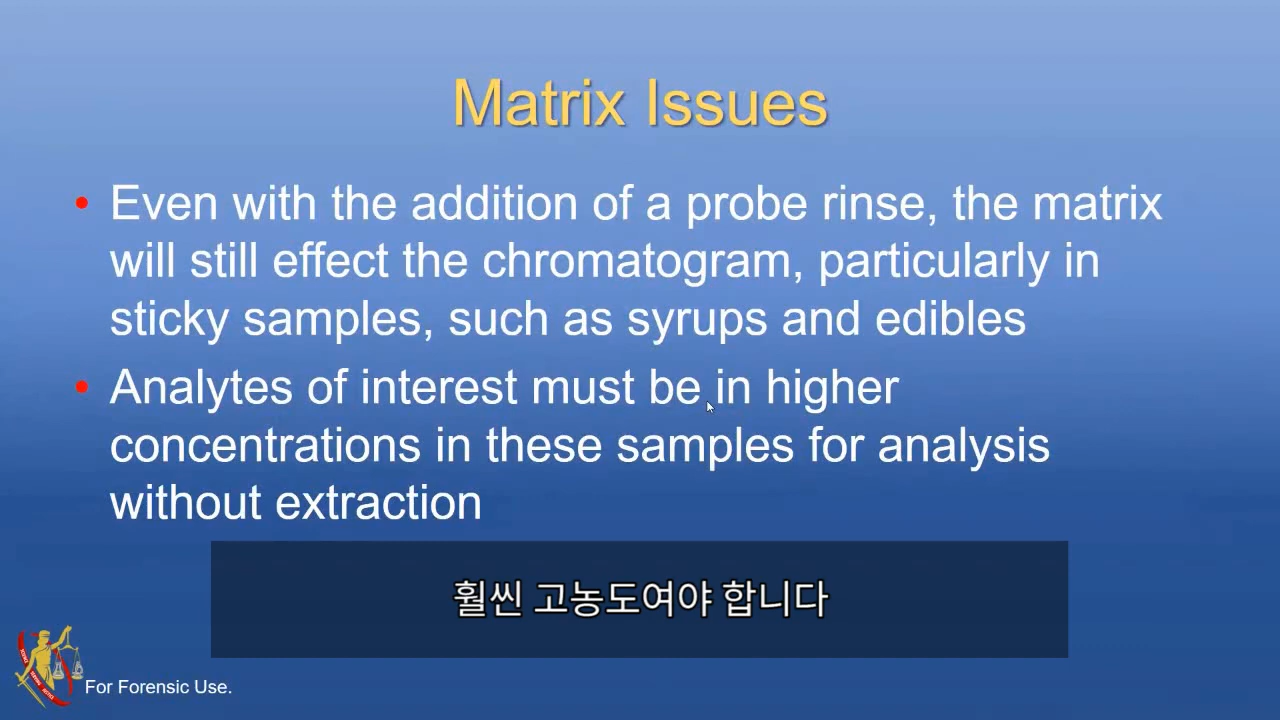 Matrix Issues
• Even with the addition of a probe rinse, the matrix
will still effect the chromatogram, particularly in
sticky samples, such as syrups and edibles
• Analytes of interest must be in higher
concentrations in these samples for analysis
without extraction
훨씬 고농도여야 합니다
For Forensic Use.